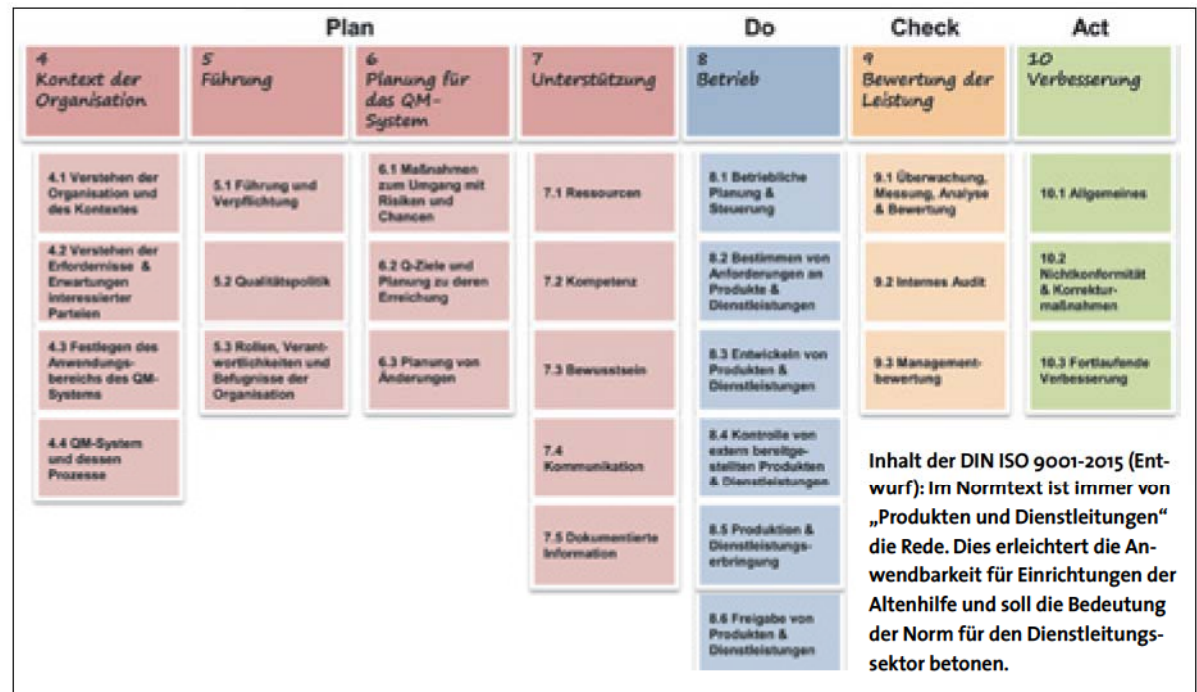 Plan
Do
Check
Act
4
Kontext der
Organisation
5
Führung
6
Planung für
das QM-
System
7
Unterstützung
8
Betrieb
9
Bewertung der
Leistung
10
Verbesserung
4.1 Verstehen der
Organisation und
des Kontextes
4.2 Verstehen der
Erfordernisse &
Erwartungen
interessierter
Parteien
4.3 Festlegen des
Anwendungs-
bereichs des QM-
Systems
4.4 QM-System
und dessen
Prozesse
5.1 Führung und
Verpflichtung
5.2 Qualitätspolitik
5.3 Rollen, Verant-
wortlichkeiten und
Befugnisse der
Organisation
6.1 Maßnahmen
zum Umgang mit
Risiken und
Chancen
6.2 Q-Ziele und
Planung zu deren
Erreichung
6.3 Planung von
Änderungen
7.1 Ressourcen
7.2 Kompetenz
7.3 Bewusstsein
7.4
Kommunikation
7.5 Dokumentierte
Information
8.1 Betriebliche
Planung &
Steuerung
8.2 Bestimmen von
Anforderungen an
Produkte &
Dienstleistungen
8.3 Entwickeln von
Produkten &
Dienstleistungen
8.4 Kontrolle von
extern bereitge-
stellten Produkten
& Dienstleistungen
8.5 Produktion &
Dienstleistungs-
erbringung
8.6 Freigabe von
Produkten &
Dienstleistungen
9.1 Überwachung,
Messung, Analyse
& Bewertung
9.2 Internes Audit
9.3 Management-
bewertung
10.1 Allgemeines
10.2
Nichtkonformität
& Korrektur-
maßnahmen
10.3 Fortlaufende
Verbesserung
Inhalt der DIN ISO 9001-2015 (Ent-
wurf): Im Normtext ist immer von
„Produkten und Dienstleitungen“
die Rede. Dies erleichtert die An-
wendbarkeit für Einrichtungen der
Altenhilfe und soll die Bedeutung
der Norm für den Dienstleitungs-
sektor betonen.